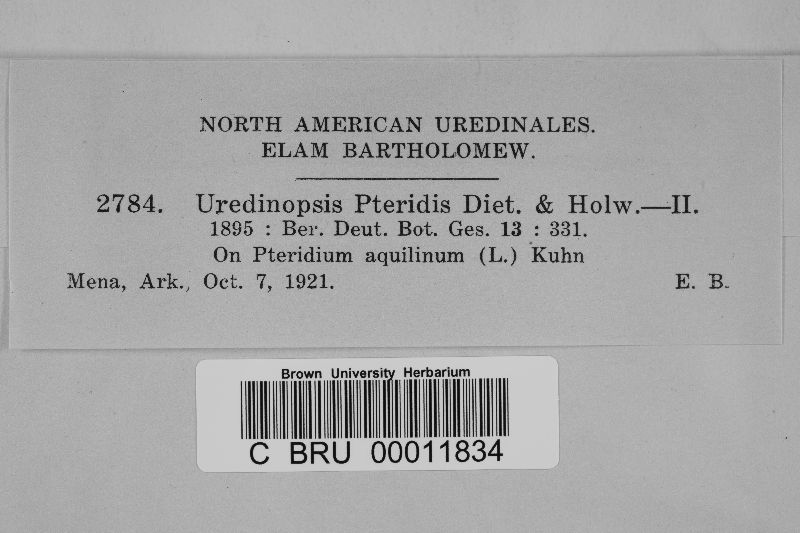 NORTH AMERICAN UREDINALES.
ELAM BARTHOLOMEW.
2784. Uredinopsis Pteridis Diet. & Holw.—II.
1895 : Ber. Deut. Bot. Ges. 13 : 331.
On Pteridium aquilinum (L.) Kuhn
Mena, Ark., Oct. 7, 1921. E. B.
Brown University Herbarium
C BRU 00011834